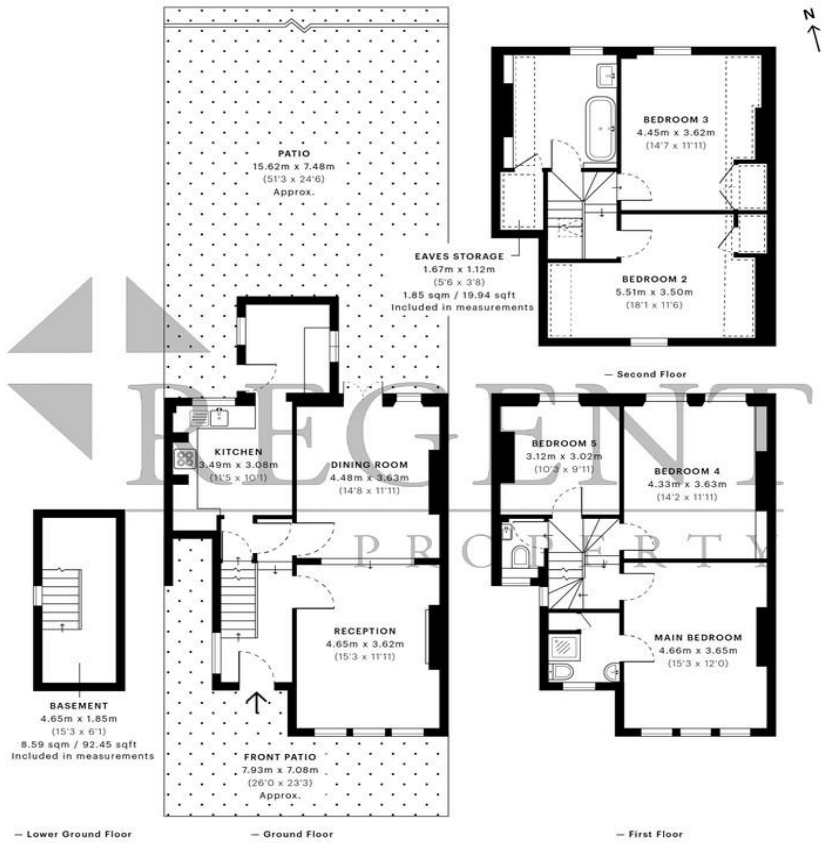 N
PATIO
15.62m x 7.48m
(51'3 x 24'6)
Approx.
BEDROOM 3
4.45m x 3.62m
(14'7 x 11'11)
EAVES STORAGE
1.67m x 1.12m
(5'6 x 3'8)
1.85 sqm / 19.94 sqft
Included in measurements
BEDROOM 2
5.51m x 3.50m
(18'1 x 11'6)
— Second Floor
REGENT
PROPERTY
KITCHEN
3.49m x 3.08m
(11'5 x 10'1)
DINING ROOM
4.48m x 3.63m
(14'8 x 11'11)
BEDROOM 5
3.12m x 3.02m
(10'3 x 9'11)
BEDROOM 4
4.33m x 3.63m
(14'2 x 11'11)
RECEPTION
4.65m x 3.62m
(15'3 x 11'11)
MAIN BEDROOM
4.66m x 3.65m
(15'3 x 12'0)
BASEMENT
4.65m x 1.85m
(15'3 x 6'1)
8.59 sqm / 92.45 sqft
Included in measurements
FRONT PATIO
7.93m x 7.08m
(26'0 x 23'3)
Approx.
— Lower Ground Floor
— Ground Floor
— First Floor